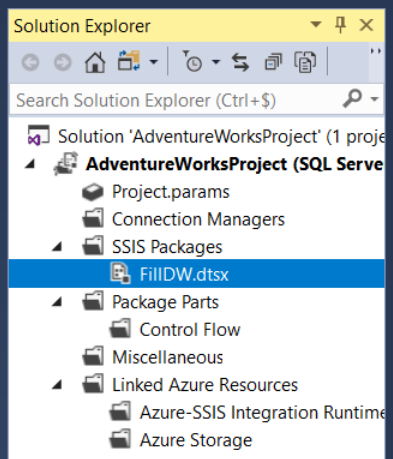 Solution Explorer
Search Solution Explorer (Ctrl+$)
Solution 'AdventureWorksProject' (1 proje
AdventureWorksProject (SQL Serve
Project.params
Connection Managers
SSIS Packages
FillDW.dtsx
Package Parts
Control Flow
Miscellaneous
Linked Azure Resources
Azure-SSIS Integration Runtime
Azure Storage